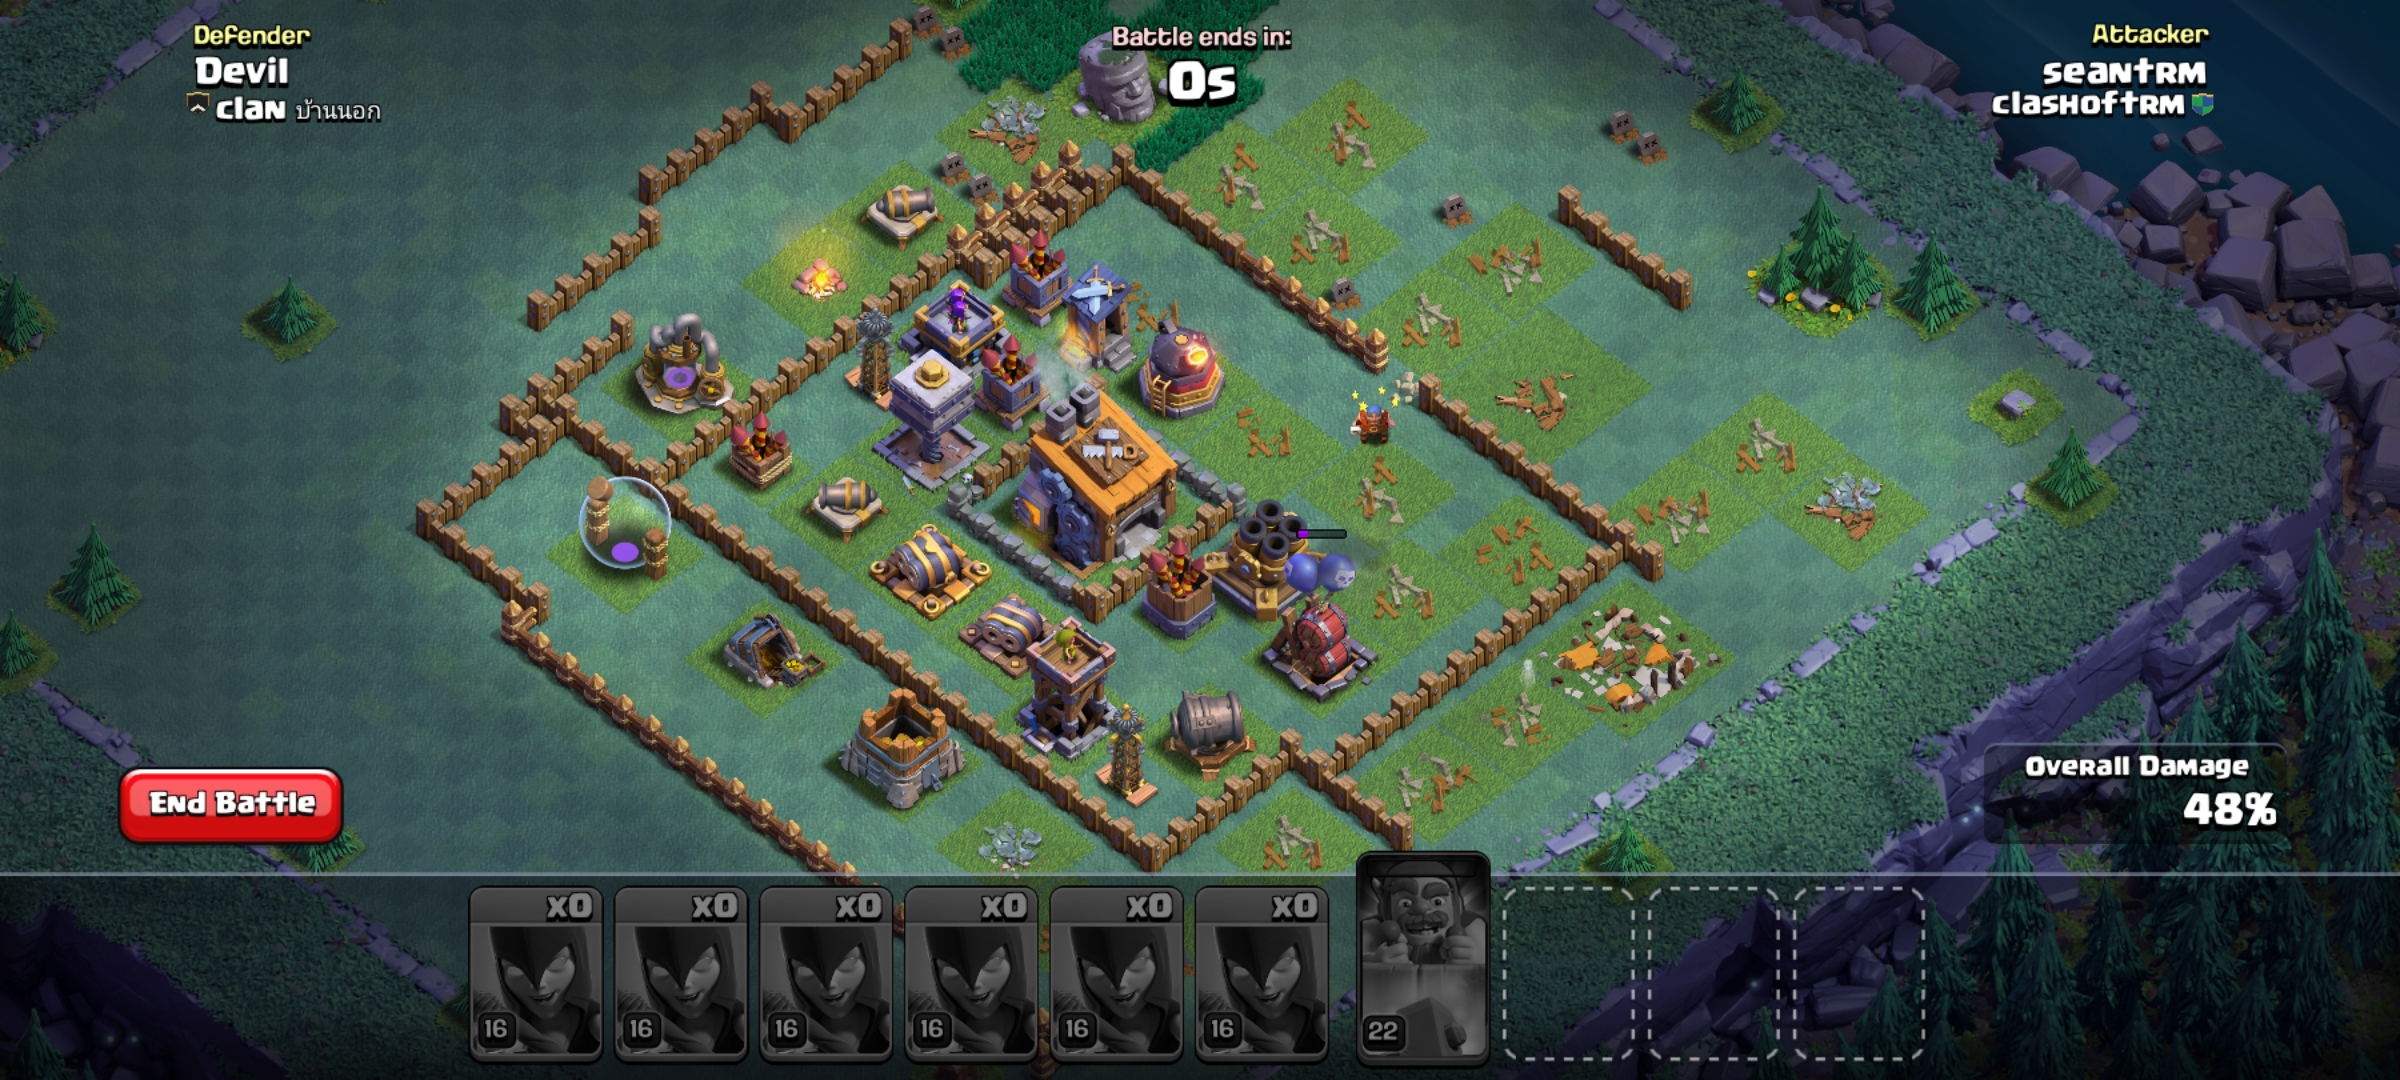 Defender
Devil
clan บ้านนอก
Battle ends in:
0s
Attacker
seantRM
clashoftRM
End Battle
Overall Damage
48%
x0 x0 x0 x0 x0 x0
16 16 16 16 16 16 22